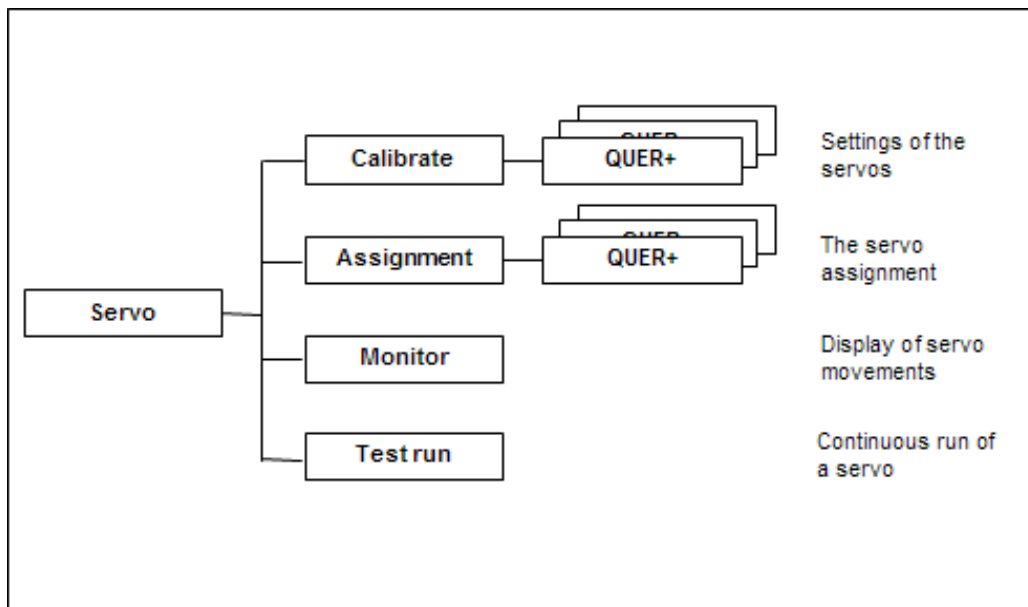 Calibrate
QUER+
Settings of the
servos
Assignment
QUER+
The servo
assignment
Servo
Monitor
Display of servo
movements
Test run
Continuous run of
a servo